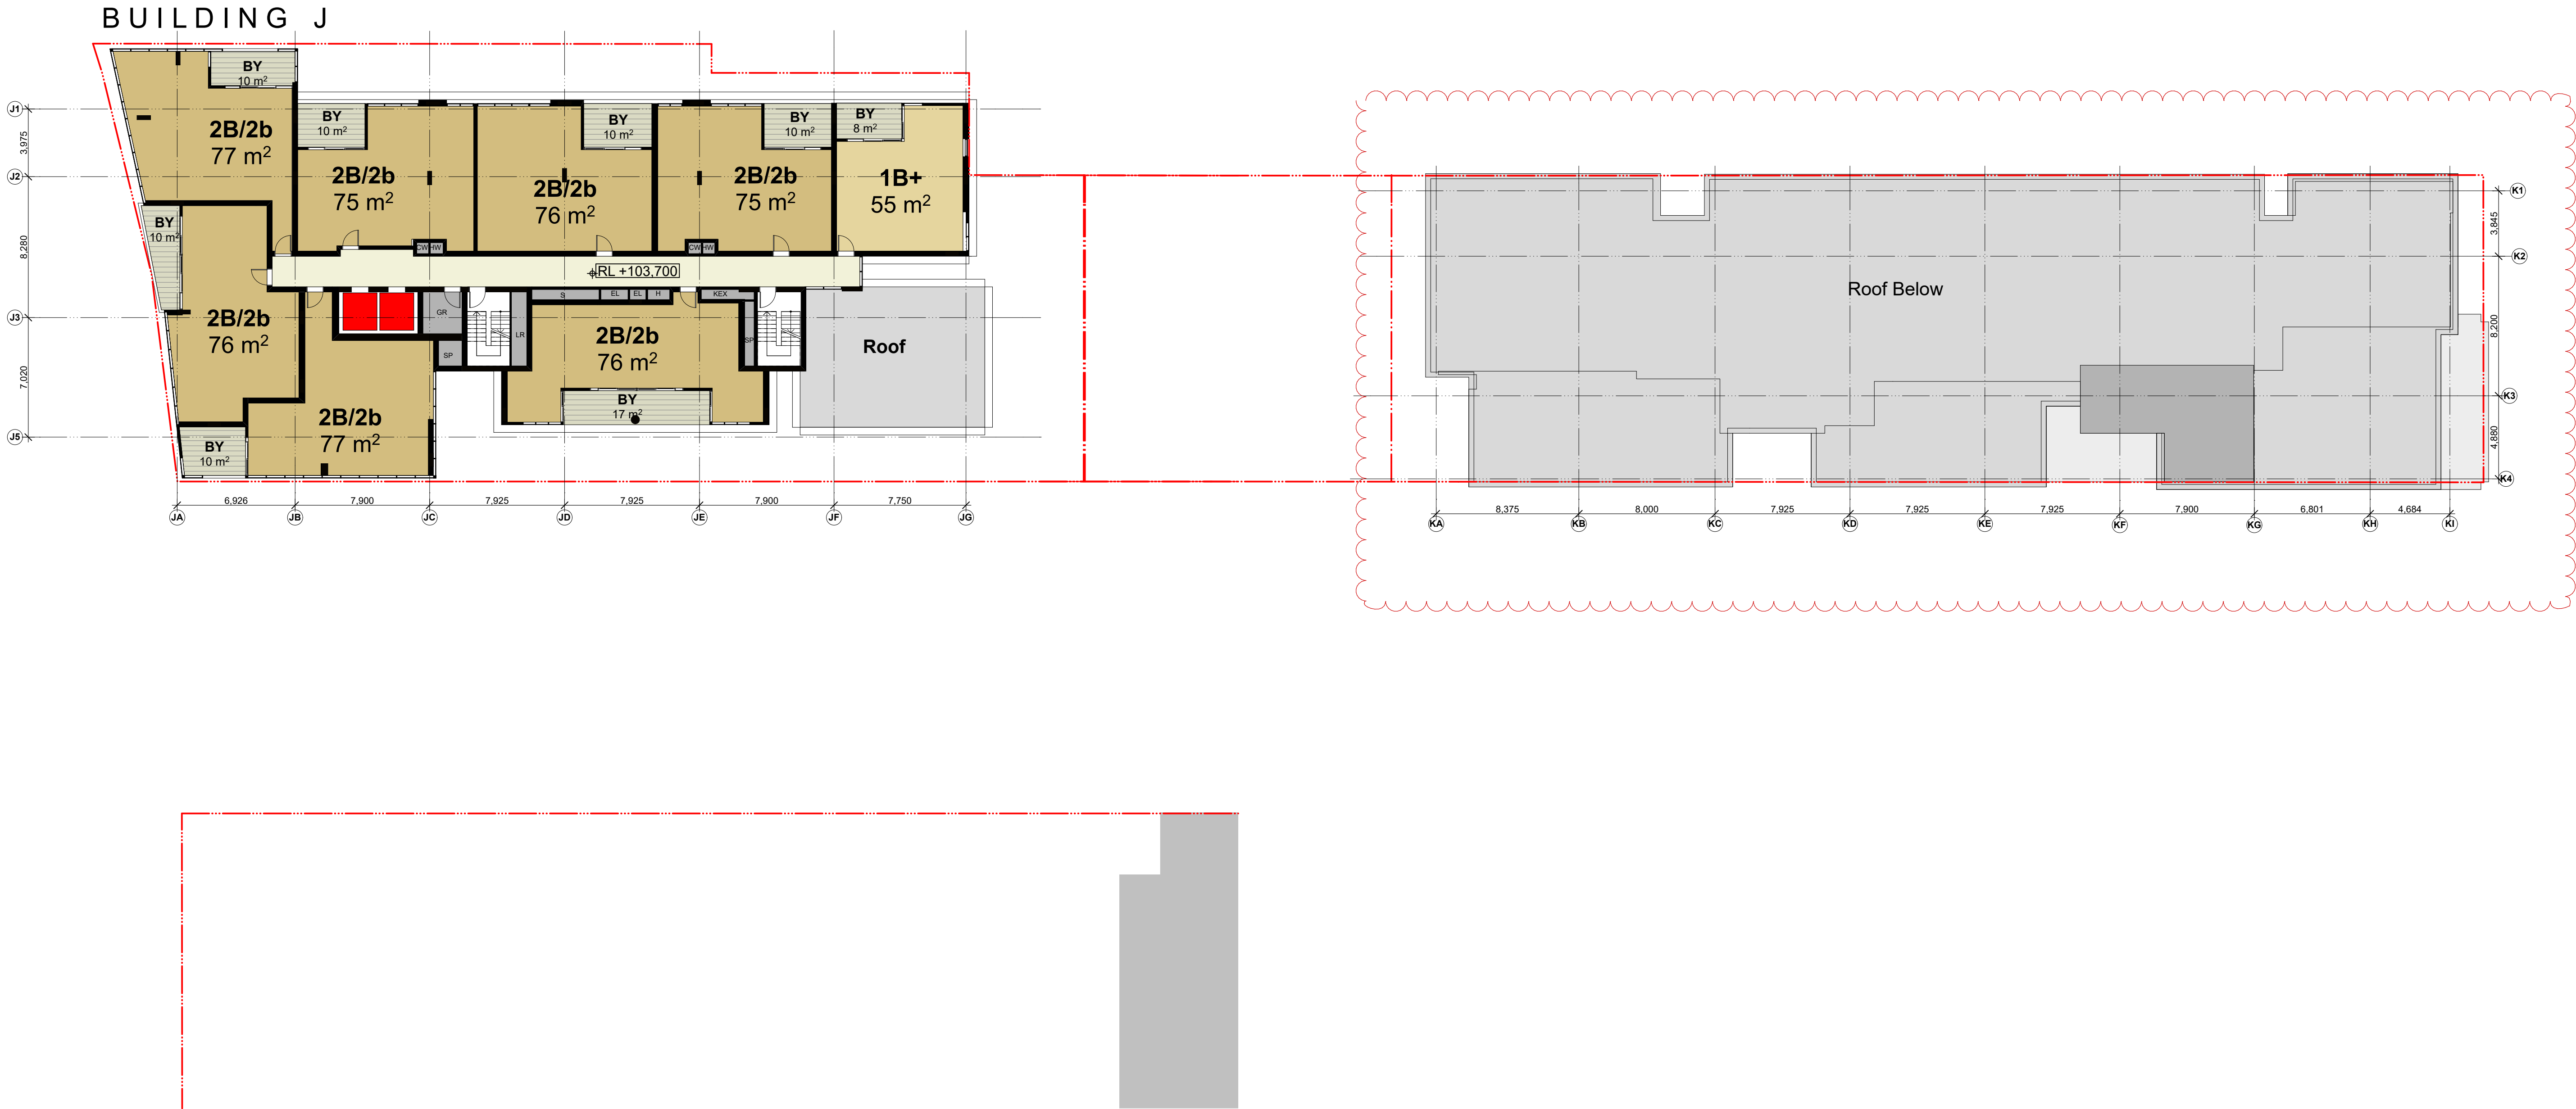 BUILDING J
BY
10 m²
2B/2b
77 m²
BY
10 m²
2B/2b
75 m²
BY
10 m²
2B/2b
76 m²
BY
10 m²
2B/2b
75 m²
BY
8 m²
1B+
55 m²
BY
10 m²
2B/2b
76 m²
CW HW
CW HW
RL +103,700
GR
SP
LR
S
EL
EL
H
KEX
SP
2B/2b
76 m²
BY
17 m²
2B/2b
77 m²
BY
10 m²
Roof
J1
3,975
J2
8,280
J3
7,020
J5
6,926
7,900
7,925
7,925
7,900
7,750
JA
JB
JC
JD
JE
JF
JG
Roof Below
K1
3,845
K2
8,200
K3
4,880
K4
8,375
8,000
7,925
7,925
7,925
7,900
6,801
4,684
KA
KB
KC
KD
KE
KF
KG
KH
KI